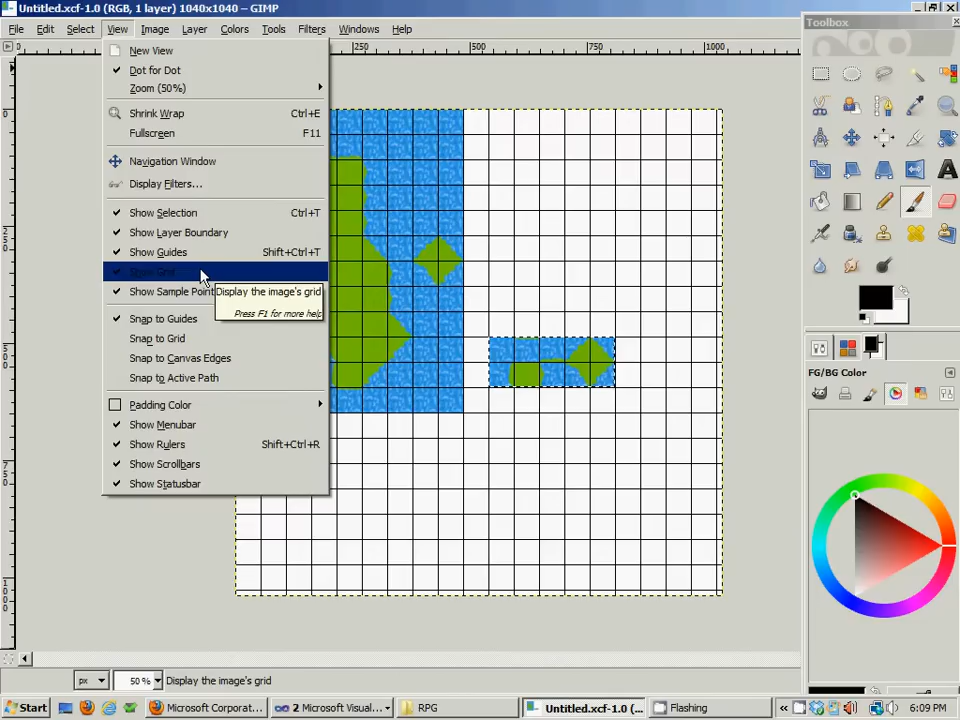 Untitled.xcf-1.0 (RGB, 1 layer) 1040x1040 – GIMP
File Edit Select View Image Layer Colors Tools Filters Windows Help
Toolbox
250 500 750 1000
0
250
500
750
1000
New View
Dot for Dot
Zoom (50%)
Shrink Wrap Ctrl+E
Fullscreen F11
Navigation Window
Display Filters...
Show Selection Ctrl+T
Show Layer Boundary
Show Guides Shift+Ctrl+T
Show Grid
Show Sample Point
Display the image's grid
Press F1 for more help
Snap to Guides
Snap to Grid
Snap to Canvas Edges
Snap to Active Path
Padding Color
Show Menubar
Show Rulers Shift+Ctrl+R
Show Scrollbars
Show Statusbar
FG/BG Color
px 50% Display the image's grid
Start Microsoft Corporat... 2 Microsoft Visual... RPG Untitled.xcf-1.0 (... Flashing 6:09 PM